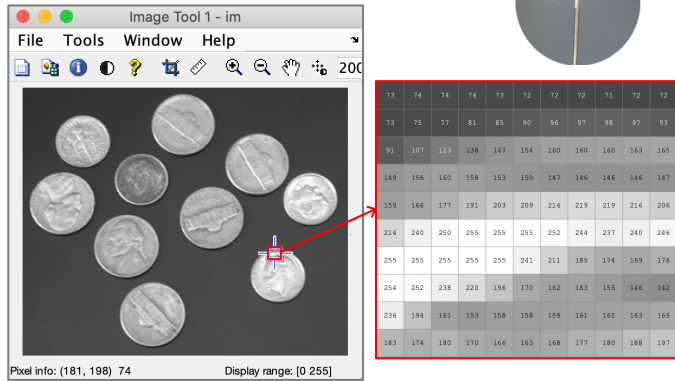 Image Tool 1 - im
File Tools Window Help
200
Pixel info: (181, 198) 74
Display range: [0 255]
73 74 74 74 73 72 72 71 72 72
73 75 77 81 85 90 96 97 98 97 93
91 107 123 138 147 154 160 160 160 163 165
149 156 160 158 153 150 147 146 146 146 147
159 166 177 191 203 209 214 219 219 216 206
214 240 250 255 255 255 252 244 237 240 246
255 255 255 255 255 241 211 185 174 169 176
254 252 238 220 196 170 162 163 156 146 142
236 194 161 153 158 158 159 161 162 163 169
183 174 180 170 166 163 168 177 180 188 197